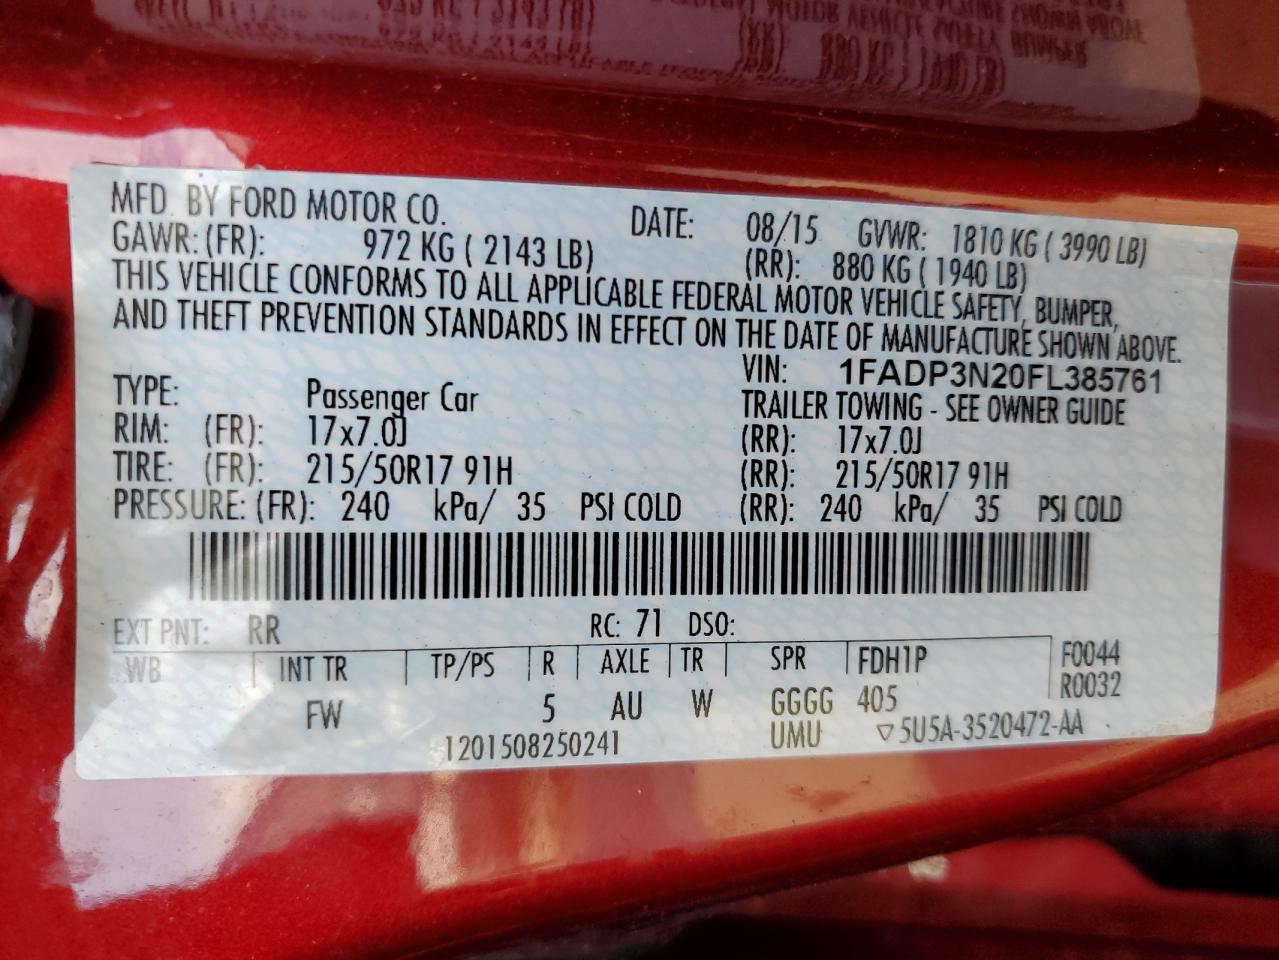 MFD. BY FORD MOTOR CO. DATE: 08/15 GVWR: 1810 KG ( 3990 LB)
GAWR: (FR): 972 KG ( 2143 LB) (RR): 880 KG ( 1940 LB)
THIS VEHICLE CONFORMS TO ALL APPLICABLE FEDERAL MOTOR VEHICLE SAFETY, BUMPER,
AND THEFT PREVENTION STANDARDS IN EFFECT ON THE DATE OF MANUFACTURE SHOWN ABOVE.
VIN: 1FADP3N20FL385761
TYPE: Passenger Car TRAILER TOWING - SEE OWNER GUIDE
RIM: (FR): 17x7.0J (RR): 17x7.0J
TIRE: (FR): 215/50R17 91H (RR): 215/50R17 91H
PRESSURE: (FR): 240 kPa/ 35 PSI COLD (RR): 240 kPa/ 35 PSI COLD
EXT PNT: RR RC: 71 DSO:
WB INT TR TP/PS R AXLE TR SPR FDH1P F0044
R0032
FW 5 AU W GGGG 405
1201508250241 UMU ▽5U5A-3520472-AA